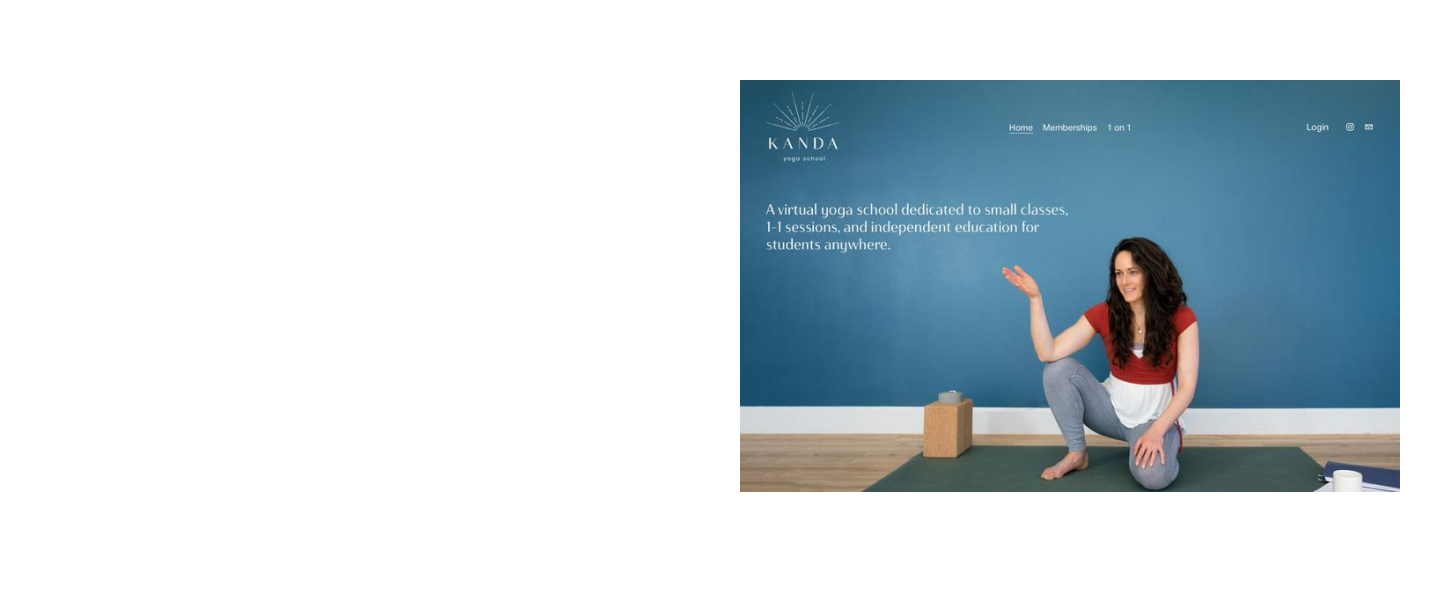 KANDA
yoga school
Home Memberships 1 on 1
Login
A virtual yoga school dedicated to small classes,
1-1 sessions, and independent education for
students anywhere.